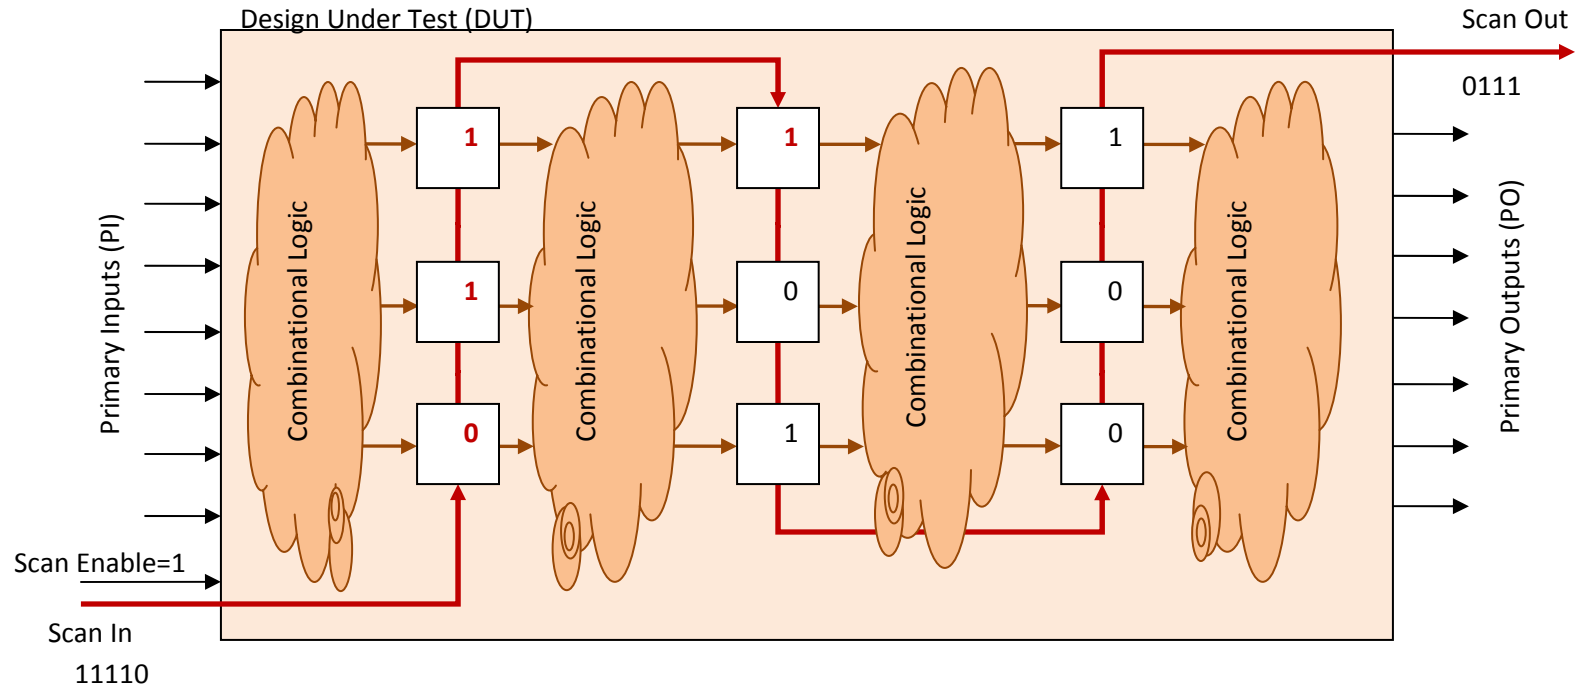 Design Under Test (DUT)
Scan Out
0111
1 1 1
1 0 0
0 1 0
Primary Inputs (PI)
Combinational Logic
Combinational Logic
Combinational Logic
Combinational Logic
Primary Outputs (PO)
Scan Enable=1
Scan In
11110